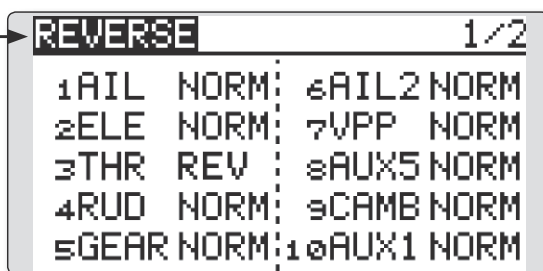 REVERSE 1/2
1AIL NORM 6AIL2 NORM
2ELE NORM 7VPP NORM
3THR REV 8AUX5 NORM
4RUD NORM 9CAMB NORM
5GEAR NORM 10AUX1 NORM